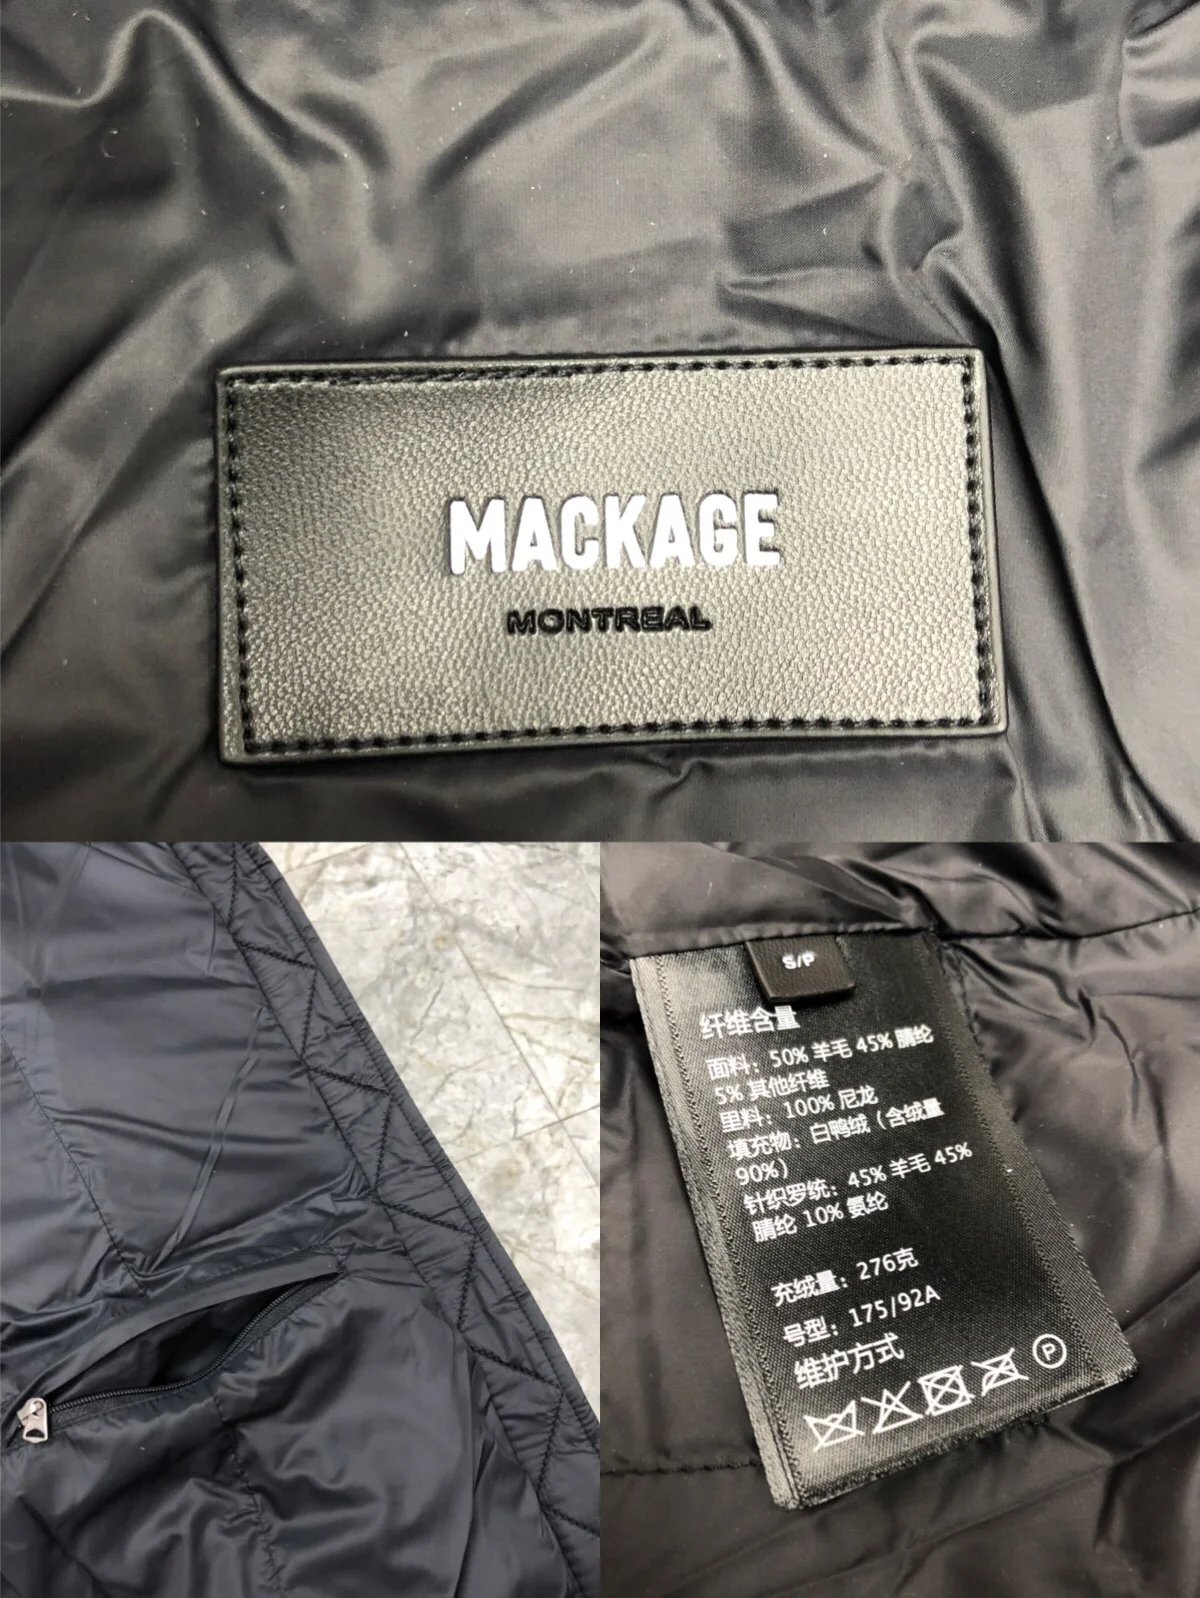 MACKAGE
MONTREAL
S/P
纤维含量
面料：50% 羊毛 45% 腈纶
5% 其他纤维
里料：100% 尼龙
填充物：白鸭绒（含绒量
90%）
针织罗统：45% 羊毛 45%
腈纶 10% 氨纶
充绒量：276克
号型：175/92A
维护方式
P